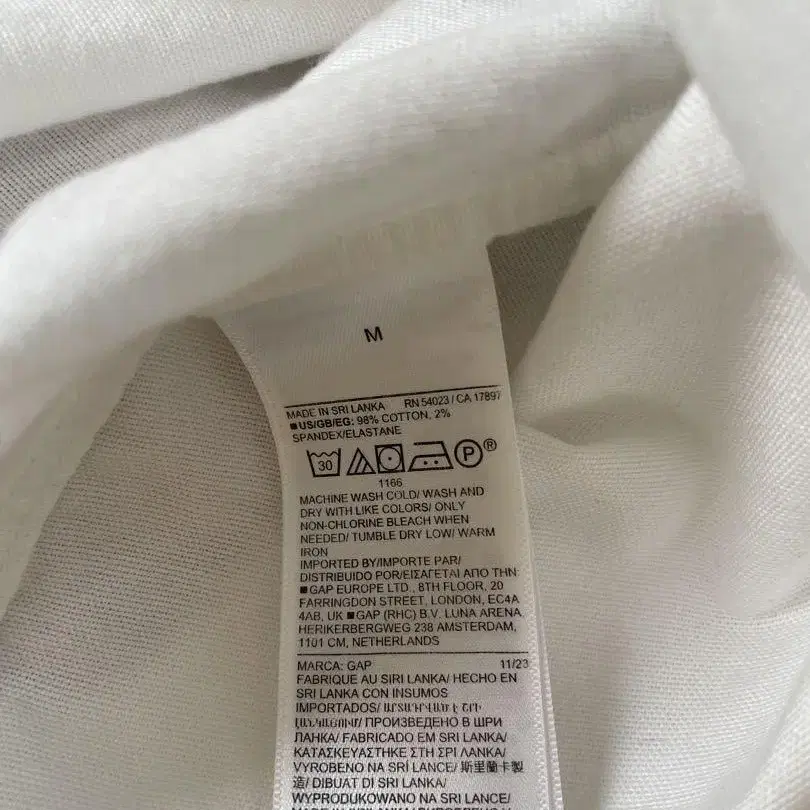 M
MADE IN SRI LANKA RN 54023 / CA 17897
■US/GB/EG: 98% COTTON, 2%
SPANDEX/ELASTANE
30 P ®
1166
MACHINE WASH COLD/ WASH AND
DRY WITH LIKE COLORS/ ONLY
NON-CHLORINE BLEACH WHEN
NEEDED/ TUMBLE DRY LOW/ WARM
IRON
IMPORTED BY/IMPORTE PAR/
DISTRIBUIDO POR/ΕΙΣΑΓΕΤΑΙ ΑΠΟ ΤΗΝ:
■GAP EUROPE LTD., 8TH FLOOR, 20
FARRINGDON STREET, LONDON, EC4A
4AB, UK ■GAP (RHC) B.V. LUNA ARENA,
HERIKERBERGWEG 238 AMSTERDAM,
1101 CM, NETHERLANDS
MARCA: GAP 11/23
FABRIQUE AU SIRI LANKA/ HECHO EN
SRI LANKA CON INSUMOS
IMPORTADOS/ ԱՐՏԱԴՐՎԱԾ Է ՇՐԻ
ԼԱՆԿԱՅՈՒՄ/ ПРОИЗВЕДЕНО В ШРИ
ЛАНКА/ FABRICADO EM SRI LANKA/
ΚΑΤΑΣΚΕΥΑΣΤΗΚΕ ΣΤΗ ΣΡΙ ΛΑΝΚΑ/
VYROBENO NA SRÍ LANCE/ 斯里蘭卡製
造/ DIBUAT DI SRI LANKA/
WYPRODUKOWANO NA SRI LANCE/